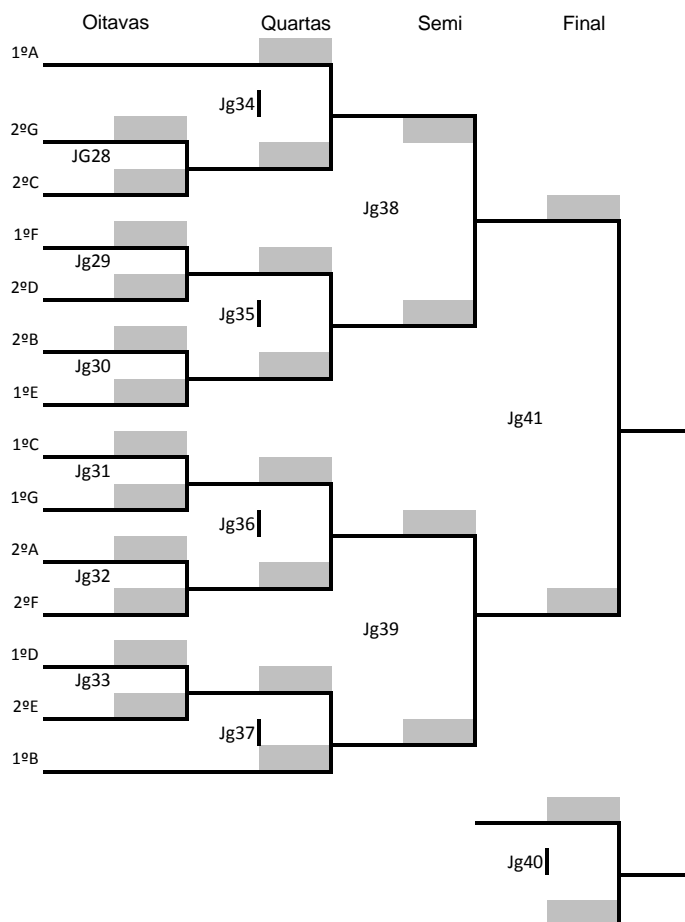 Oitavas Quartas Semi Final
1ºA
Jg34
2ºG
JG28
2ºC
Jg38
1ºF
Jg29
2ºD
Jg35
2ºB
Jg30
1ºE
Jg41
1ºC
Jg31
1ºG
Jg36
2ºA
Jg32
2ºF
Jg39
1ºD
Jg33
2ºE
Jg37
1ºB
Jg40